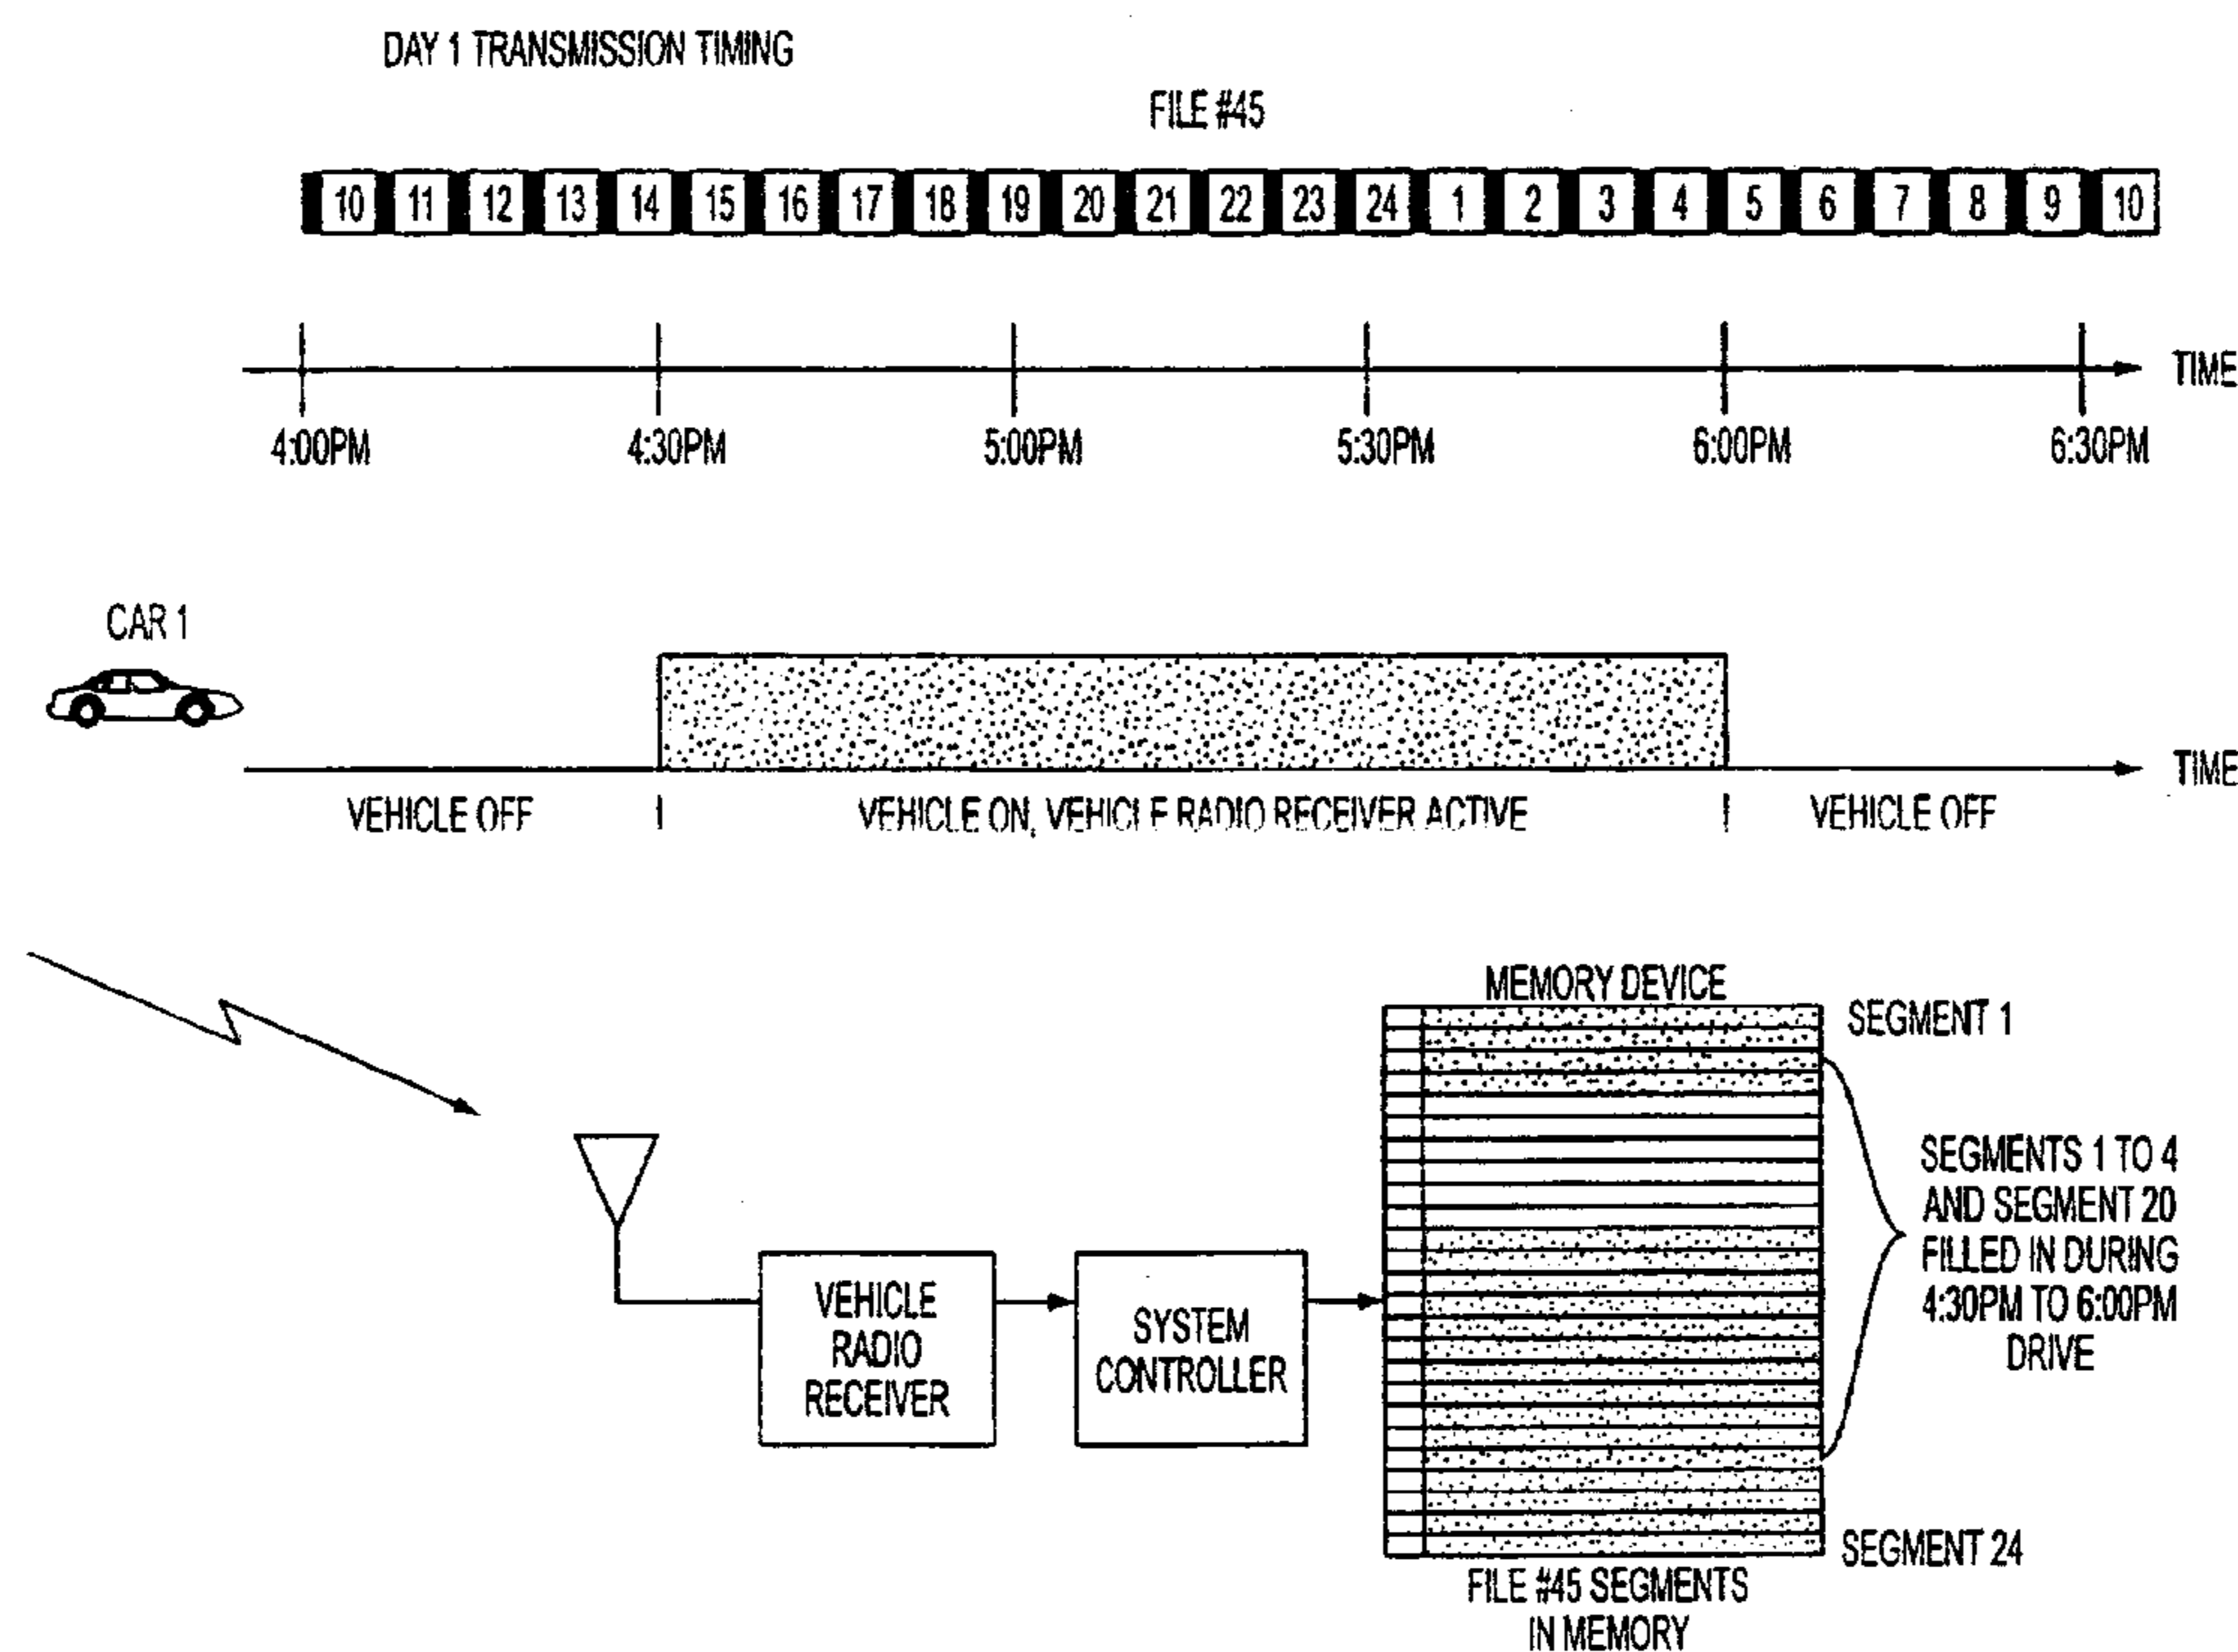 DAY 1 TRANSMISSION TIMING
FILE #45
10 11 12 13 14 15 16 17 18 19 20 21 22 23 24 1 2 3 4 5 6 7 8 9 10
TIME
4:00PM 4:30PM 5:00PM 5:30PM 6:00PM 6:30PM
CAR 1
TIME
VEHICLE OFF VEHICLE ON, VEHICLE RADIO RECEIVER ACTIVE VEHICLE OFF
MEMORY DEVICE
SEGMENT 1
SEGMENTS 1 TO 4
AND SEGMENT 20
FILLED IN DURING
4:30PM TO 6:00PM
DRIVE
VEHICLE
RADIO
RECEIVER
SYSTEM
CONTROLLER
SEGMENT 24
FILE #45 SEGMENTS
IN MEMORY